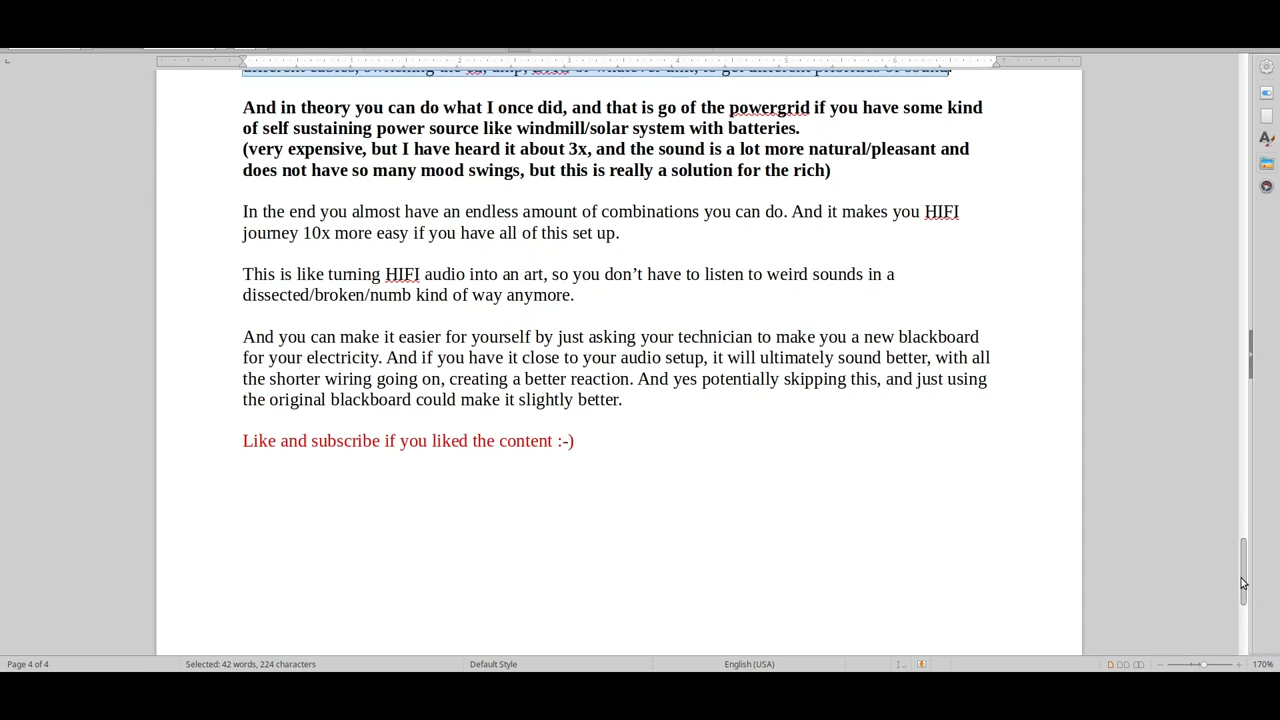 And in theory you can do what I once did, and that is go of the powergrid if you have some kind
of self sustaining power source like windmill/solar system with batteries.
(very expensive, but I have heard it about 3x, and the sound is a lot more natural/pleasant and
does not have so many mood swings, but this is really a solution for the rich)
In the end you almost have an endless amount of combinations you can do. And it makes you HIFI
journey 10x more easy if you have all of this set up.
This is like turning HIFI audio into an art, so you don’t have to listen to weird sounds in a
dissected/broken/numb kind of way anymore.
And you can make it easier for yourself by just asking your technician to make you a new blackboard
for your electricity. And if you have it close to your audio setup, it will ultimately sound better, with all
the shorter wiring going on, creating a better reaction. And yes potentially skipping this, and just using
the original blackboard could make it slightly better.
Like and subscribe if you liked the content :-)
Page 4 of 4
Selected: 42 words, 224 characters
Default Style
English (USA)
170%